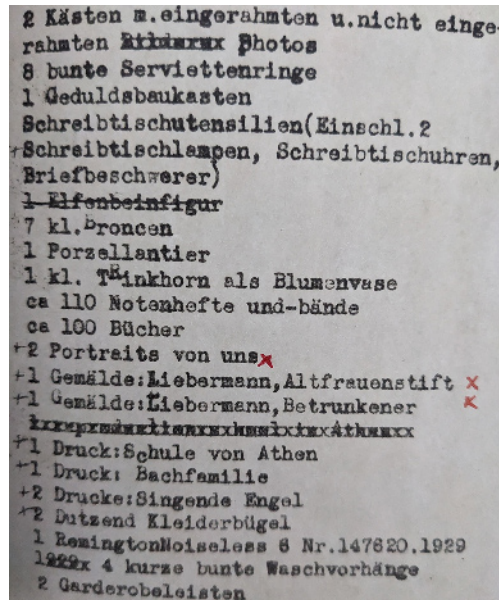 2 Kästen m.eingerahmten u.nicht einge-
rahmten Photos
8 bunte Serviettenringe
1 Geduldsbaukasten
Schreibtischutensilien(Einschl.2
+Schreibtischlampen, Schreibtischuhren,
Briefbeschwerer)
1 Elfenbeinfigur
7 kl.Broncen
1 Porzellantier
1 kl. TRinkhorn als Blumenvase
ca 110 Notenhefte und-bände
ca 100 Bücher
+2 Portraits von uns x
+1 Gemälde:Liebermann,Altfrauenstift x
+1 Gemälde:Liebermann,Betrunkener x
+1 Druck:Schule von Athen
+1 Druck: Bachfamilie
+2 Drucke:Singende Engel
+2 Dutzend Kleiderbügel
1 RemingtonNoiseless 6 Nr.147620.1929
1929x 4 kurze bunte Waschvorhänge
2 Garderobeleisten